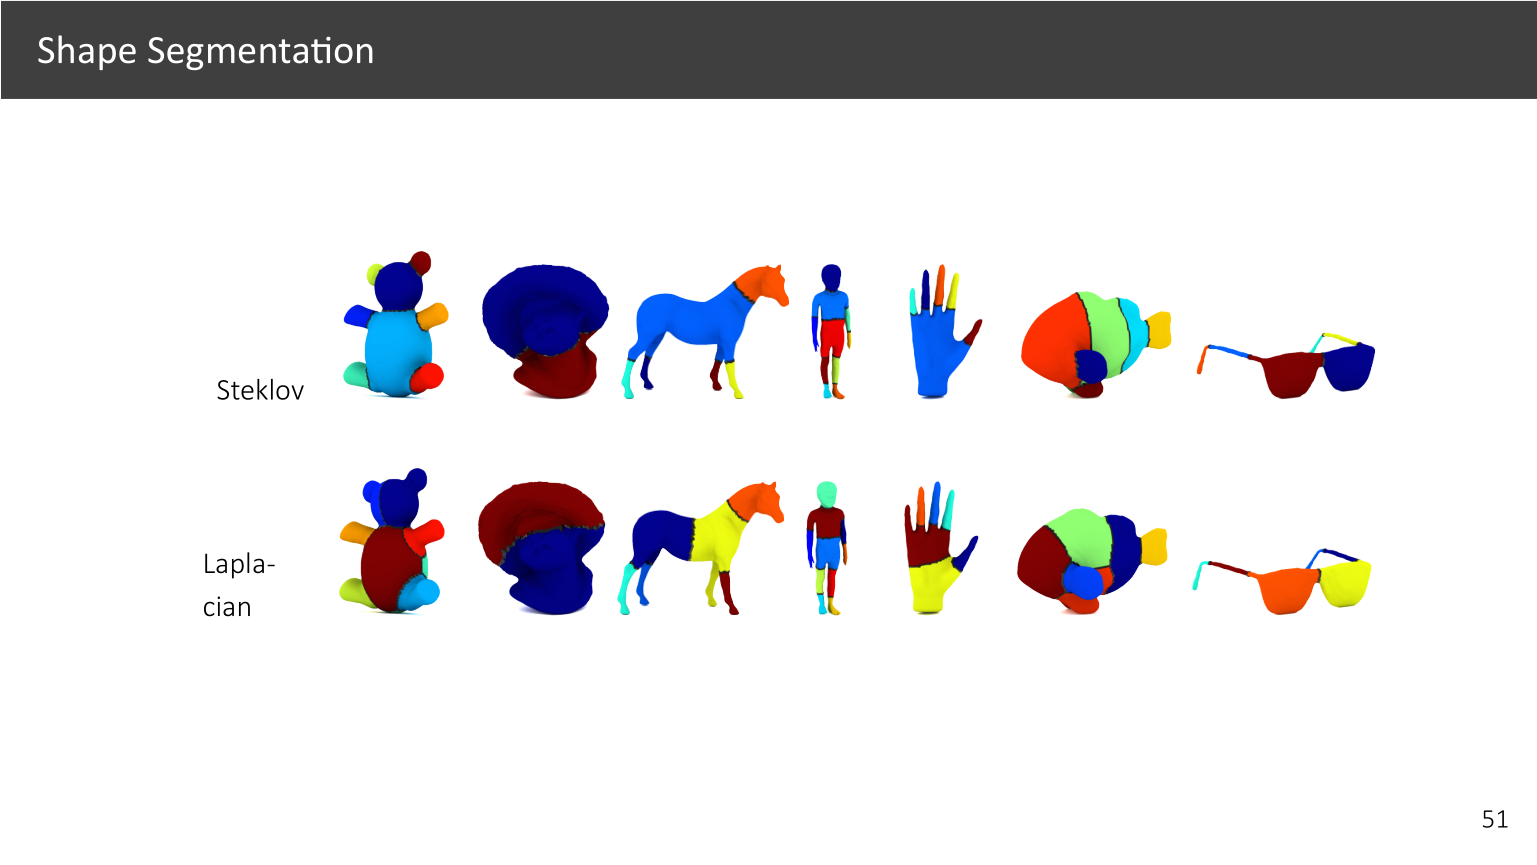 Shape Segmentation
Steklov
Lapla-
cian
51